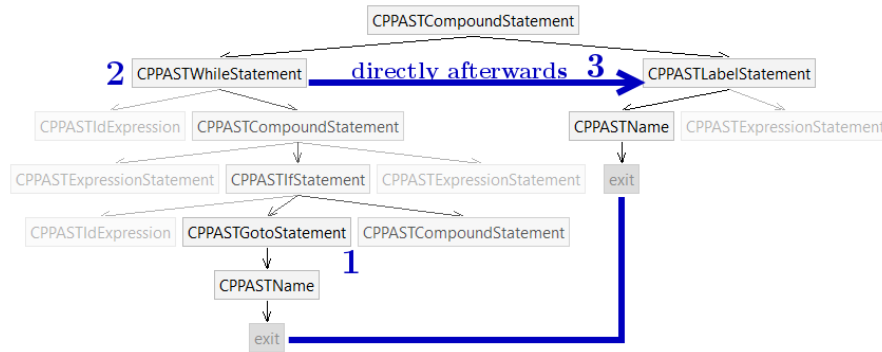 CPPASTCompoundStatement
2 CPPASTWhileStatement directly afterwards 3 CPPASTLabelStatement
CPPASTIdExpression CPPASTCompoundStatement CPPASTName CPPASTExpressionStatement
CPPASTExpressionStatement CPPASTIfStatement CPPASTExpressionStatement exit
CPPASTIdExpression CPPASTGotoStatement CPPASTCompoundStatement
1
CPPASTName
exit